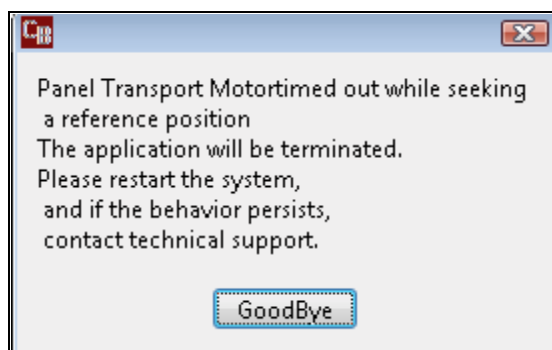 Panel Transport Motortimed out while seeking
a reference position
The application will be terminated.
Please restart the system,
and if the behavior persists,
contact technical support.
GoodBye